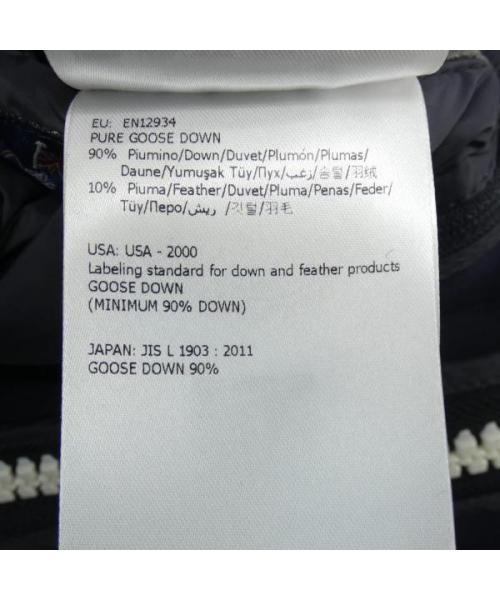 EU: EN12934
PURE GOOSE DOWN
90% Piumino/Down/Duvet/Plumón/Plumas/
Daune/Yumuşak Tüy/Пух/زغب/솜털/羽绒
10% Piuma/Feather/Duvet/Pluma/Penas/Feder/
Tüy/Перо/ريش /깃털/羽毛
USA: USA - 2000
Labeling standard for down and feather products
GOOSE DOWN
(MINIMUM 90% DOWN)
JAPAN: JIS L 1903 : 2011
GOOSE DOWN 90%